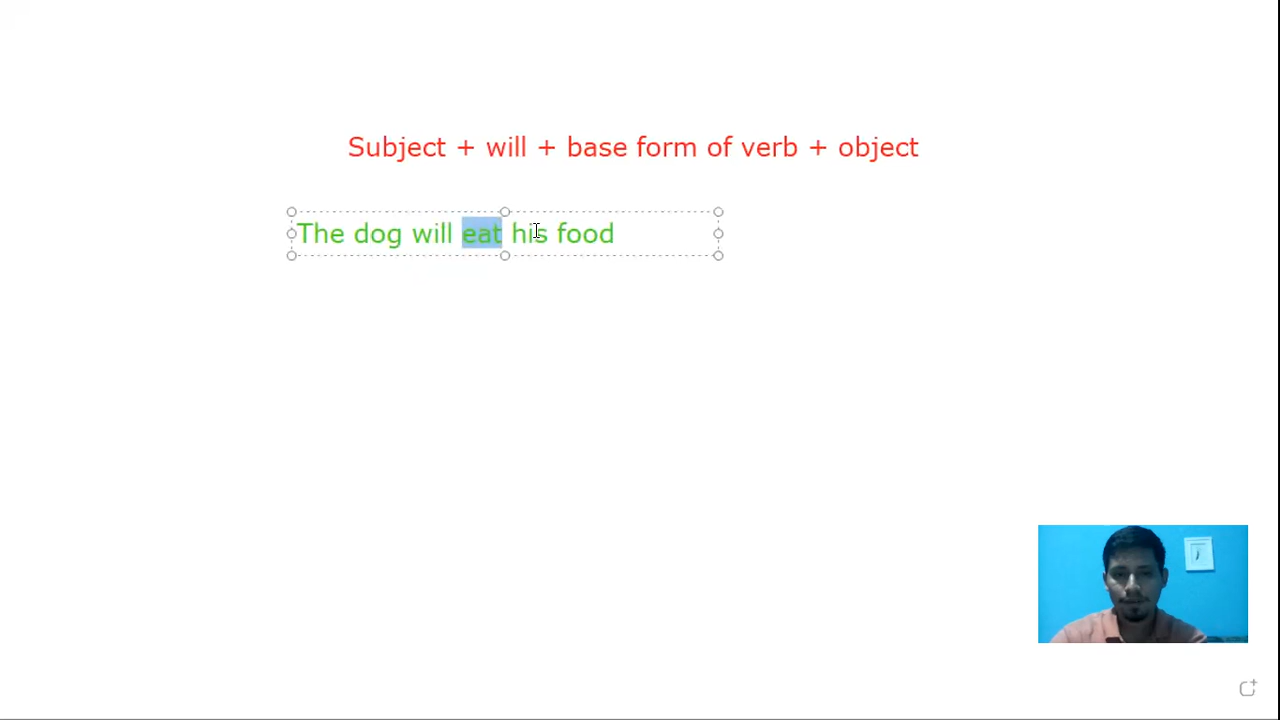 Subject + will + base form of verb + object
The dog will eat his food